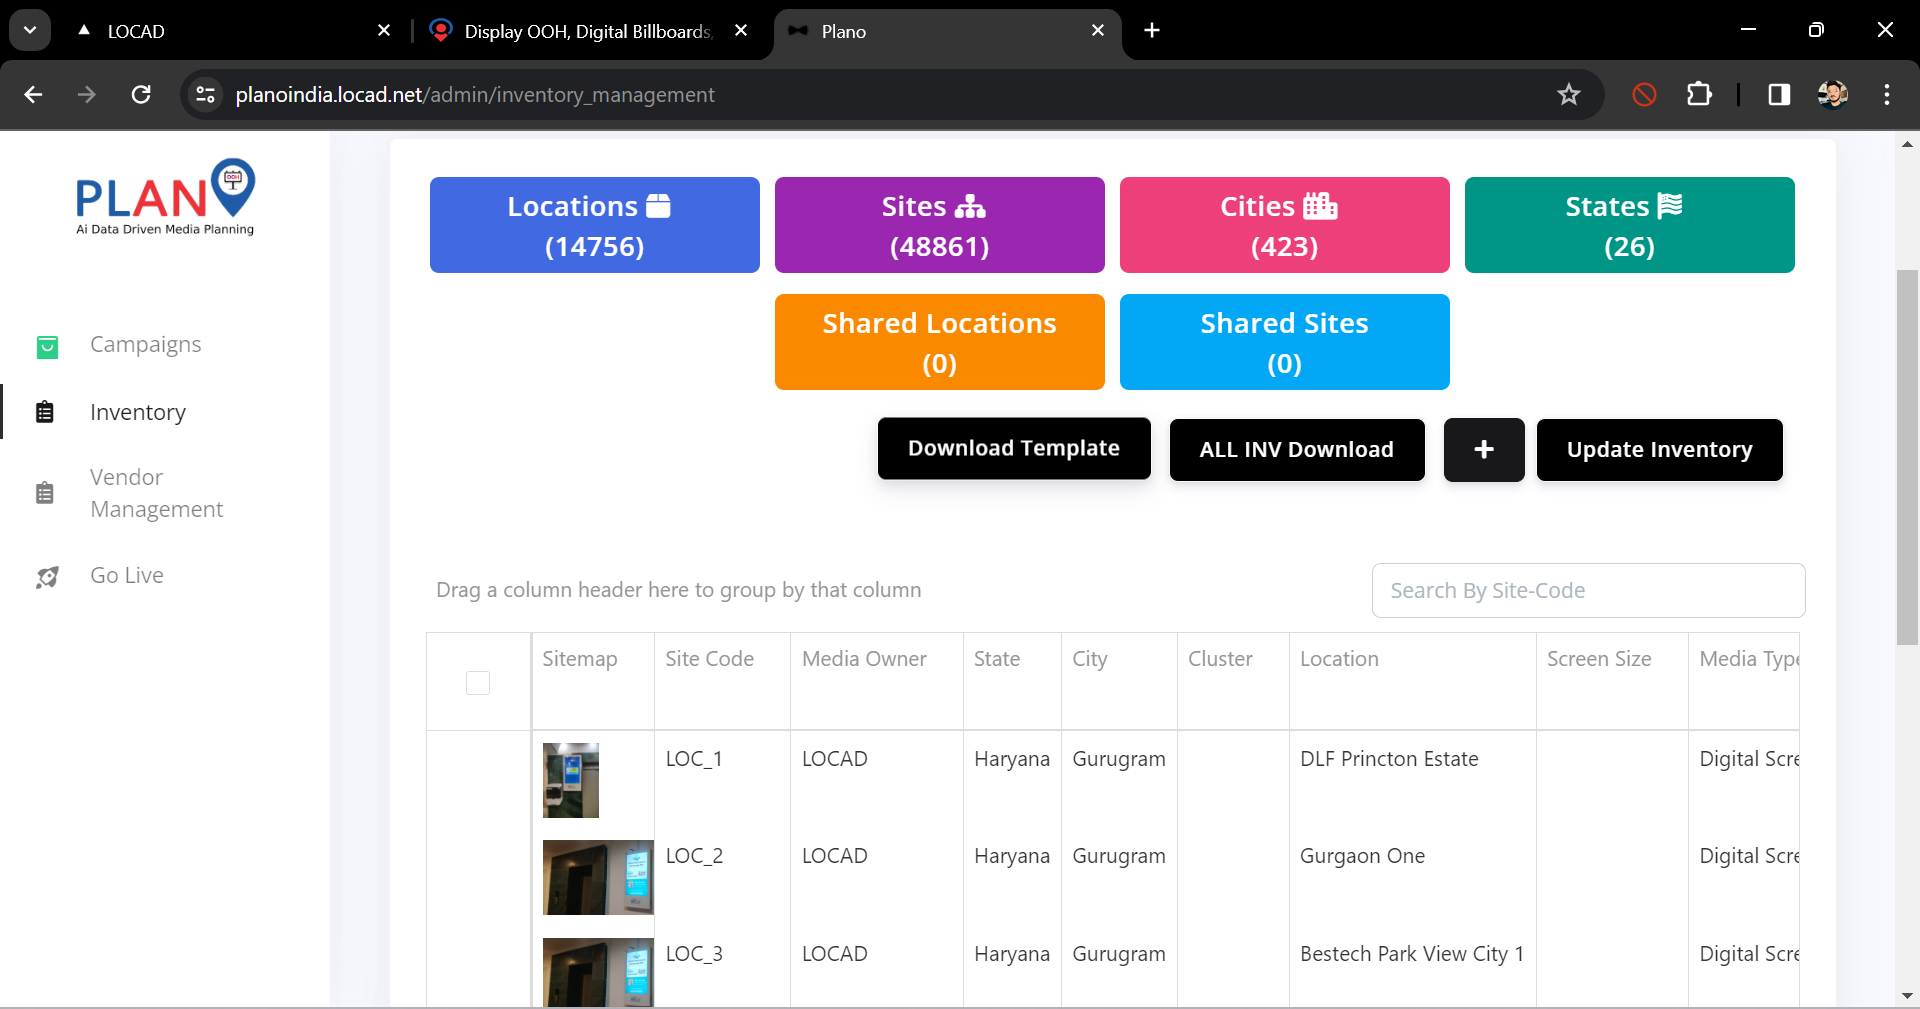 LOCAD
Display OOH, Digital Billboards,
Plano
planoindia.locad.net/admin/inventory_management
PLANO
OOH
Ai Data Driven Media Planning
Campaigns
Inventory
Vendor
Management
Go Live
Locations
(14756)
Sites
(48861)
Cities
(423)
States
(26)
Shared Locations
(0)
Shared Sites
(0)
Download Template
ALL INV Download
+
Update Inventory
Drag a column header here to group by that column
Search By Site-Code
Sitemap Site Code Media Owner State City Cluster Location Screen Size Media Type
LOC_1 LOCAD Haryana Gurugram DLF Princton Estate Digital Scre
LOC_2 LOCAD Haryana Gurugram Gurgaon One Digital Scre
LOC_3 LOCAD Haryana Gurugram Bestech Park View City 1 Digital Scre